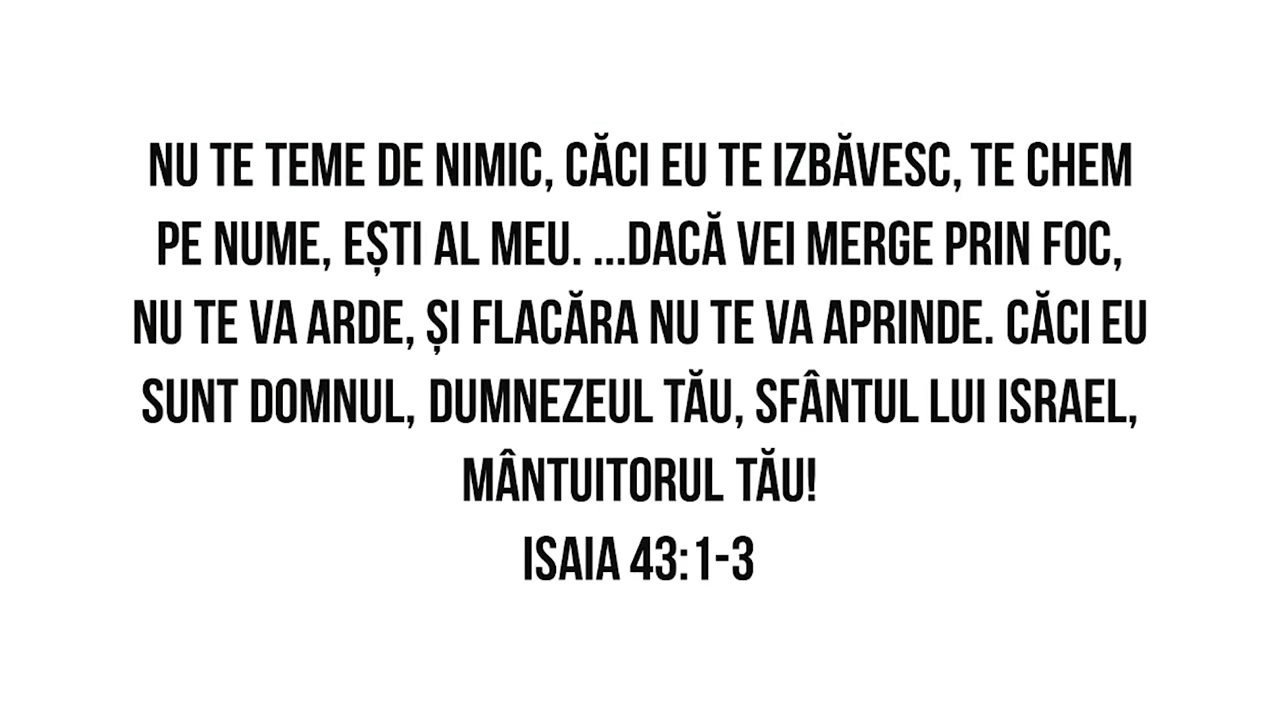 NU TE TEME DE NIMIC, CĂCI EU TE IZBĂVESC, TE CHEM
PE NUME, EȘTI AL MEU. ...DACĂ VEI MERGE PRIN FOC,
NU TE VA ARDE, ȘI FLACĂRA NU TE VA APRINDE. CĂCI EU
SUNT DOMNUL, DUMNEZEUL TĂU, SFÂNTUL LUI ISRAEL,
MÂNTUITORUL TĂU!
ISAIA 43:1-3